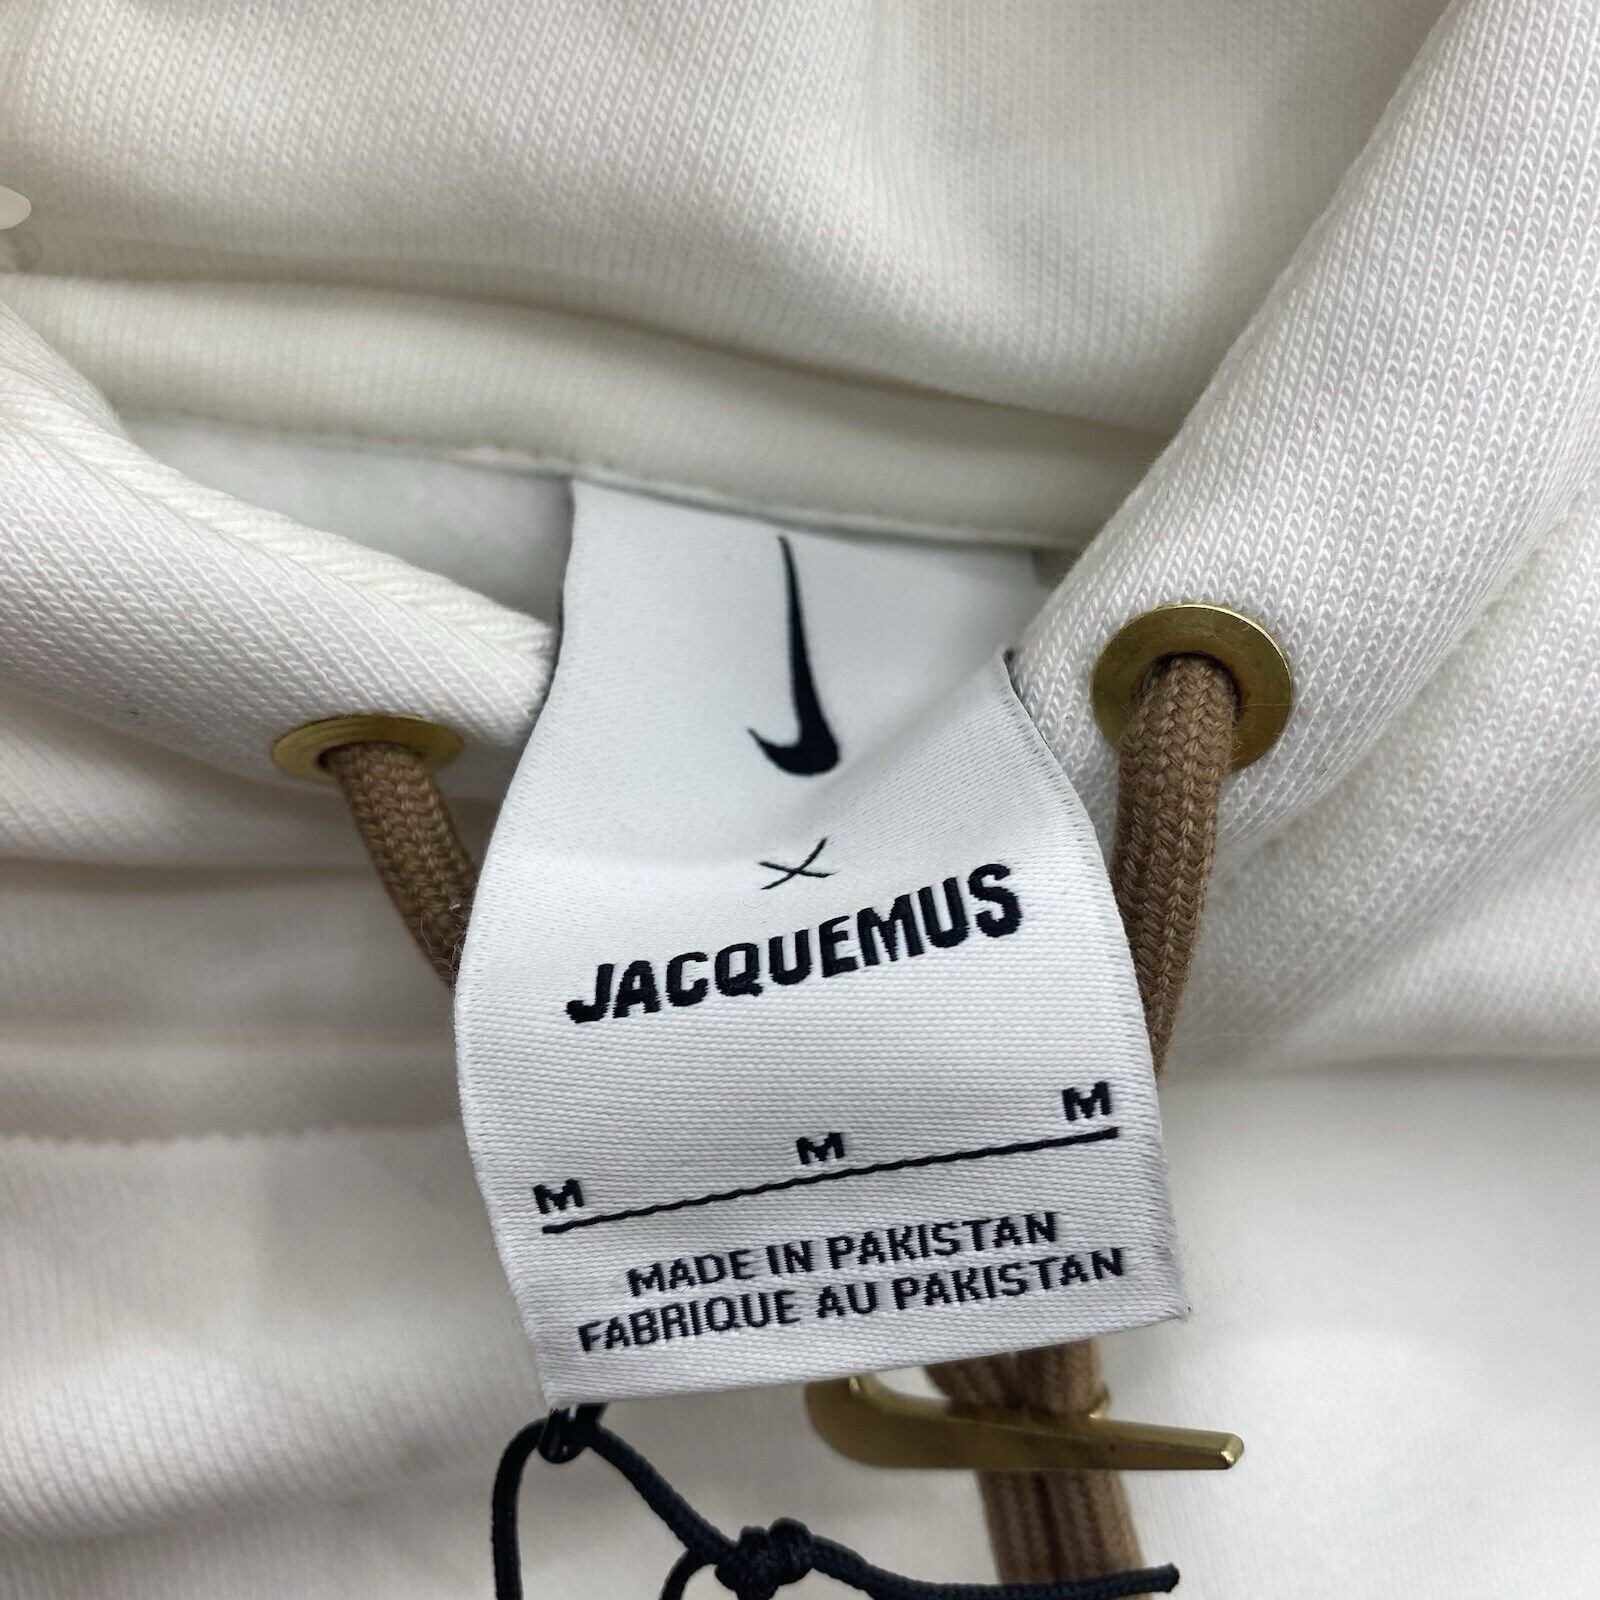 X
JACQUEMUS
M M M
MADE IN PAKISTAN
FABRIQUE AU PAKISTAN